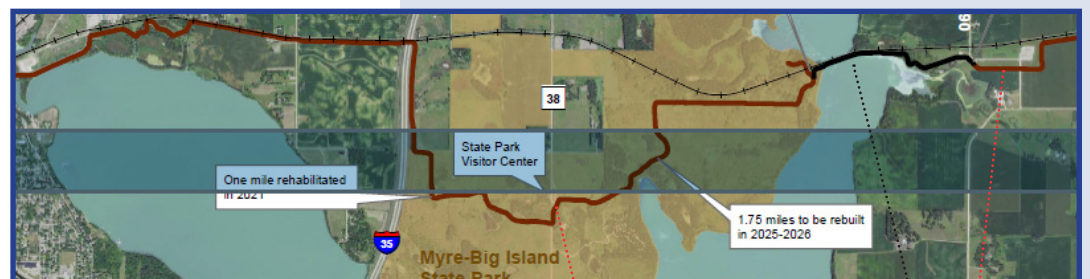 90
38
State Park
Visitor Center
One mile rehabilitated
in 2021
1.75 miles to be rebuilt
in 2025-2026
35
Myre-Big Island
State Park